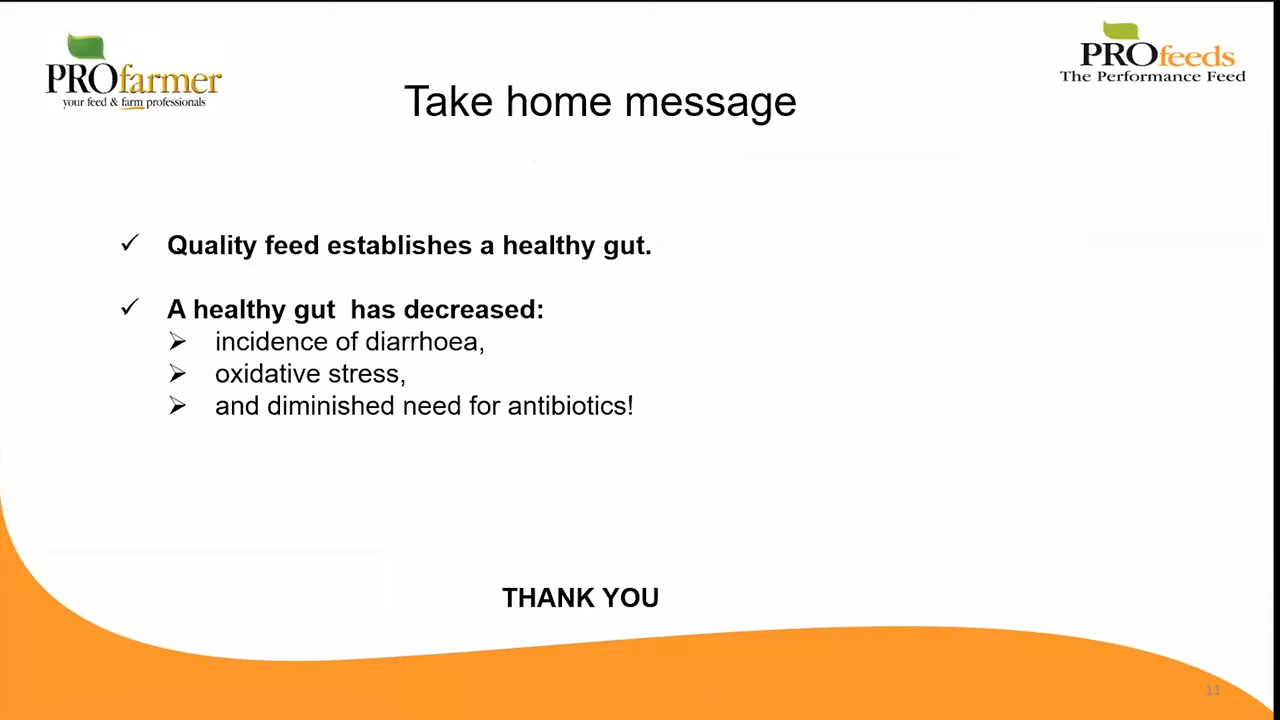 PROfarmer
your feed & farm professionals
PROfeeds
The Performance Feed
Take home message
✓ Quality feed establishes a healthy gut.
✓ A healthy gut  has decreased:
➢ incidence of diarrhoea,
➢ oxidative stress,
➢ and diminished need for antibiotics!
THANK YOU
11